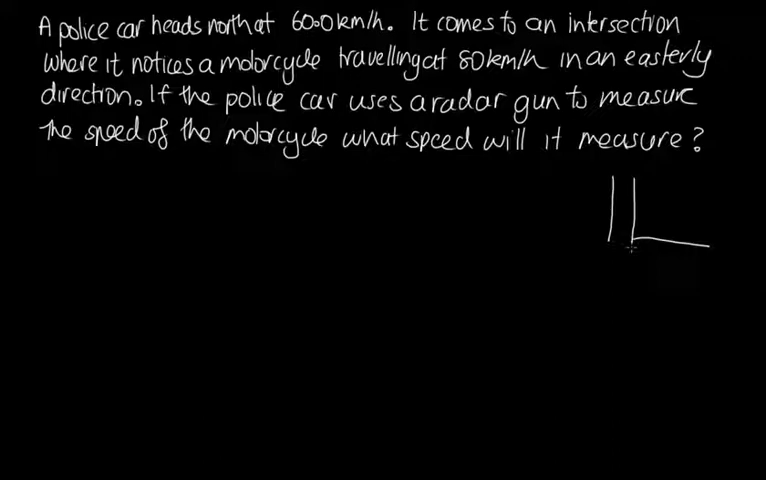 A police car heads north at 60.0km/h. It comes to an intersection
where it notices a motorcycle travelling at 80km/h in an easterly
direction. If the police car uses a radar gun to measure
the speed of the motorcycle what speed will it measure?